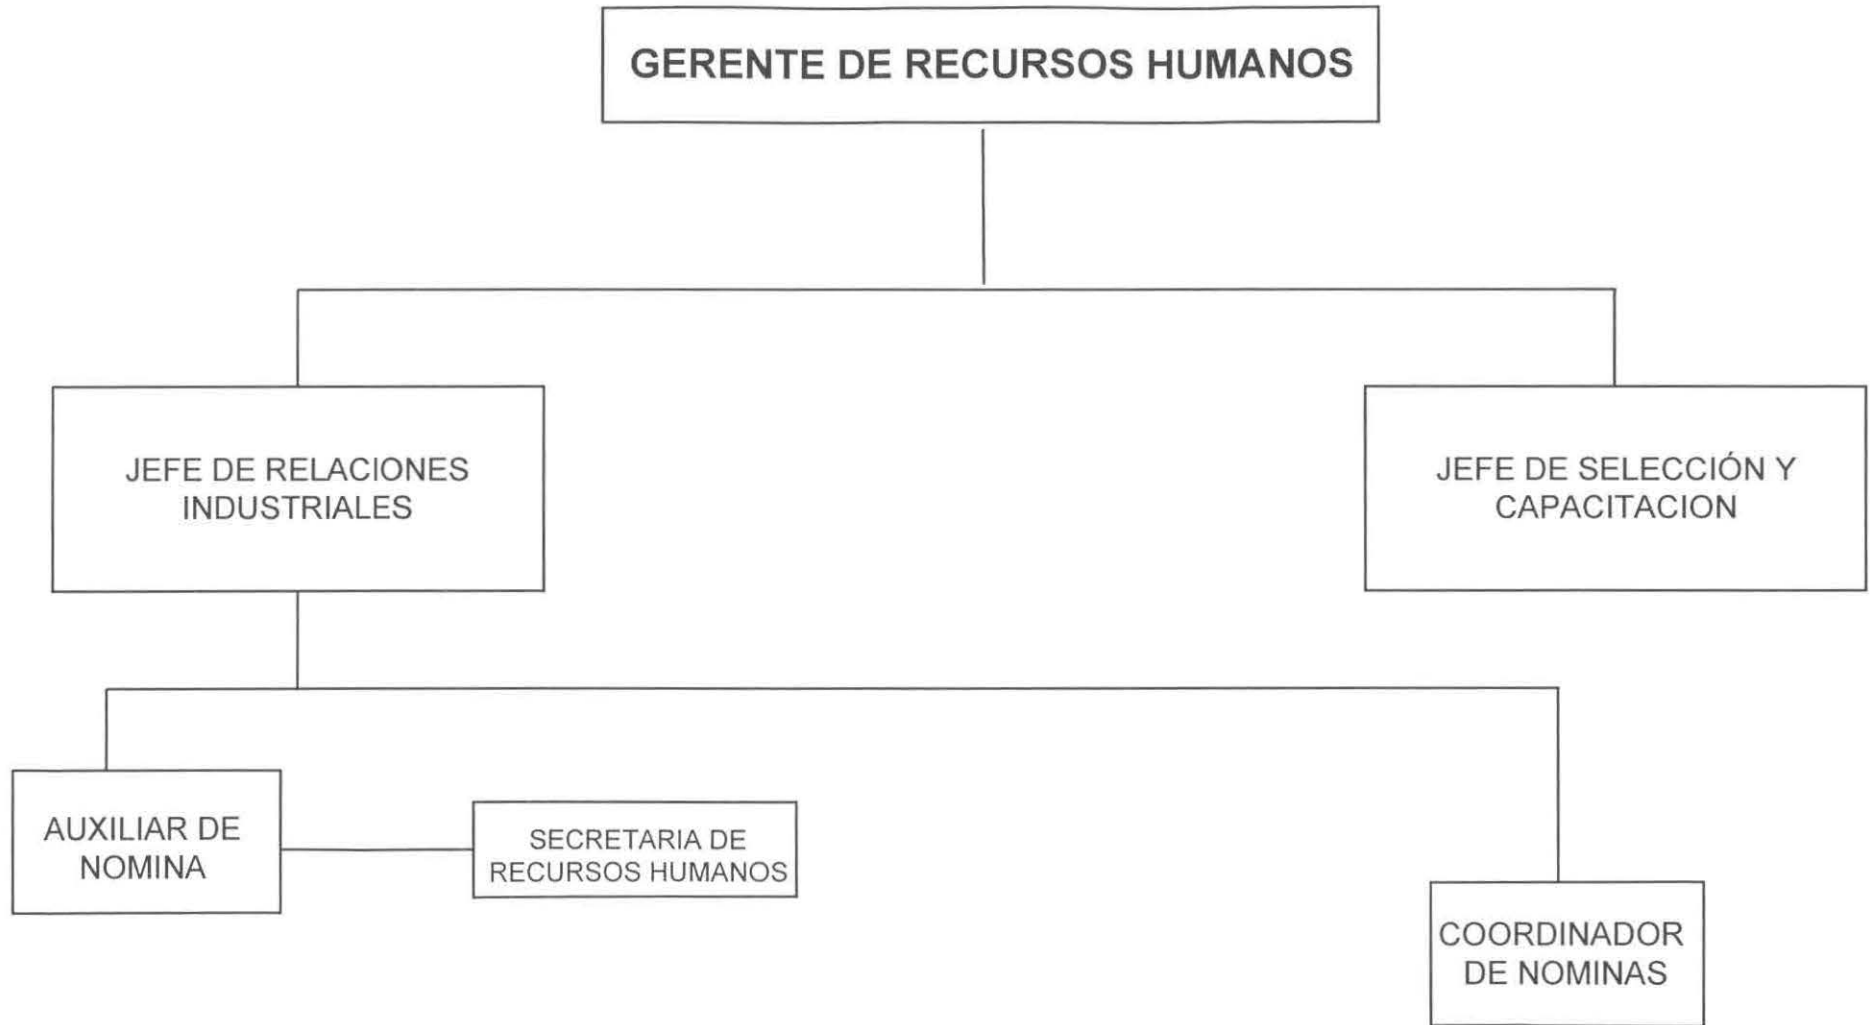 GERENTE DE RECURSOS HUMANOS
JEFE DE RELACIONES
INDUSTRIALES
JEFE DE SELECCIÓN Y
CAPACITACION
AUXILIAR DE
NOMINA
SECRETARIA DE
RECURSOS HUMANOS
COORDINADOR
DE NOMINAS